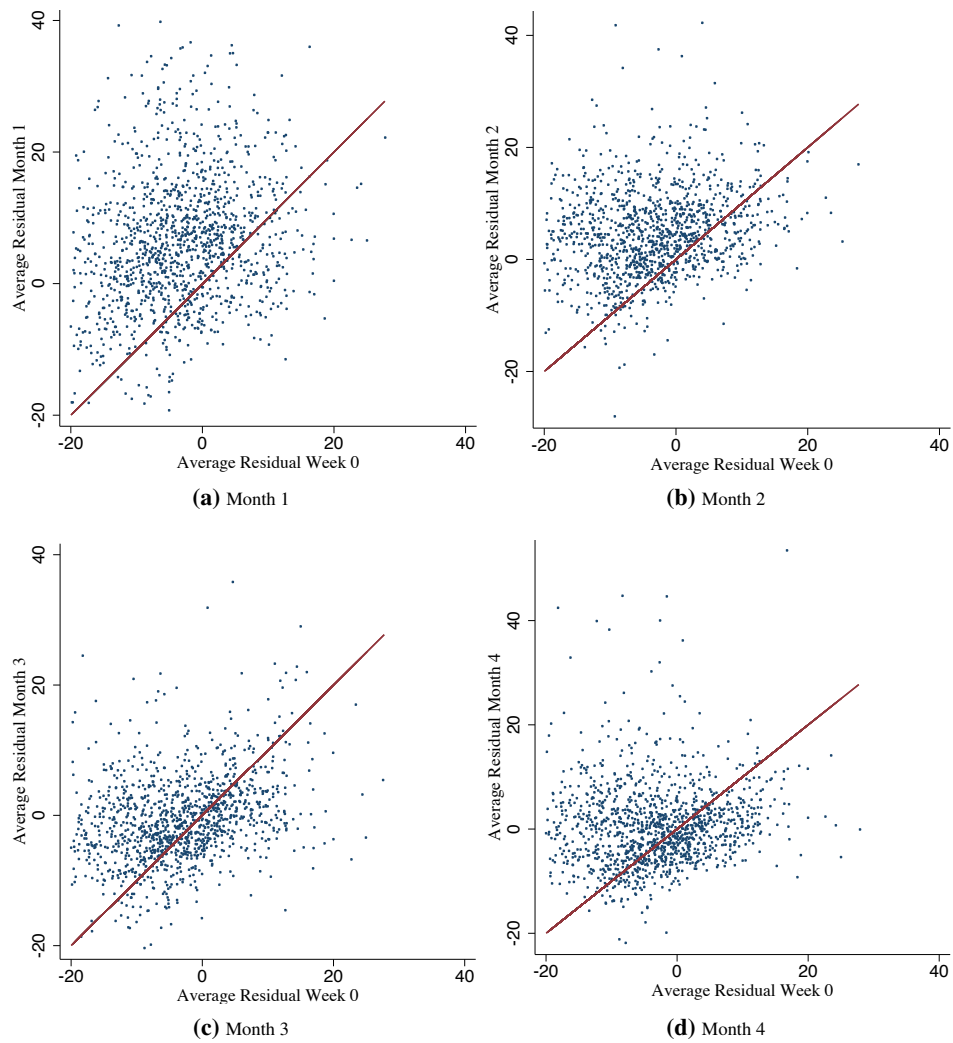 40
20
0
-20
Average Residual Month 1
-20 0 20 40
Average Residual Week 0
(a) Month 1
40
20
0
-20
Average Residual Month 2
-20 0 20 40
Average Residual Week 0
(b) Month 2
40
20
0
-20
Average Residual Month 3
-20 0 20 40
Average Residual Week 0
(c) Month 3
40
20
0
-20
Average Residual Month 4
-20 0 20 40
Average Residual Week 0
(d) Month 4